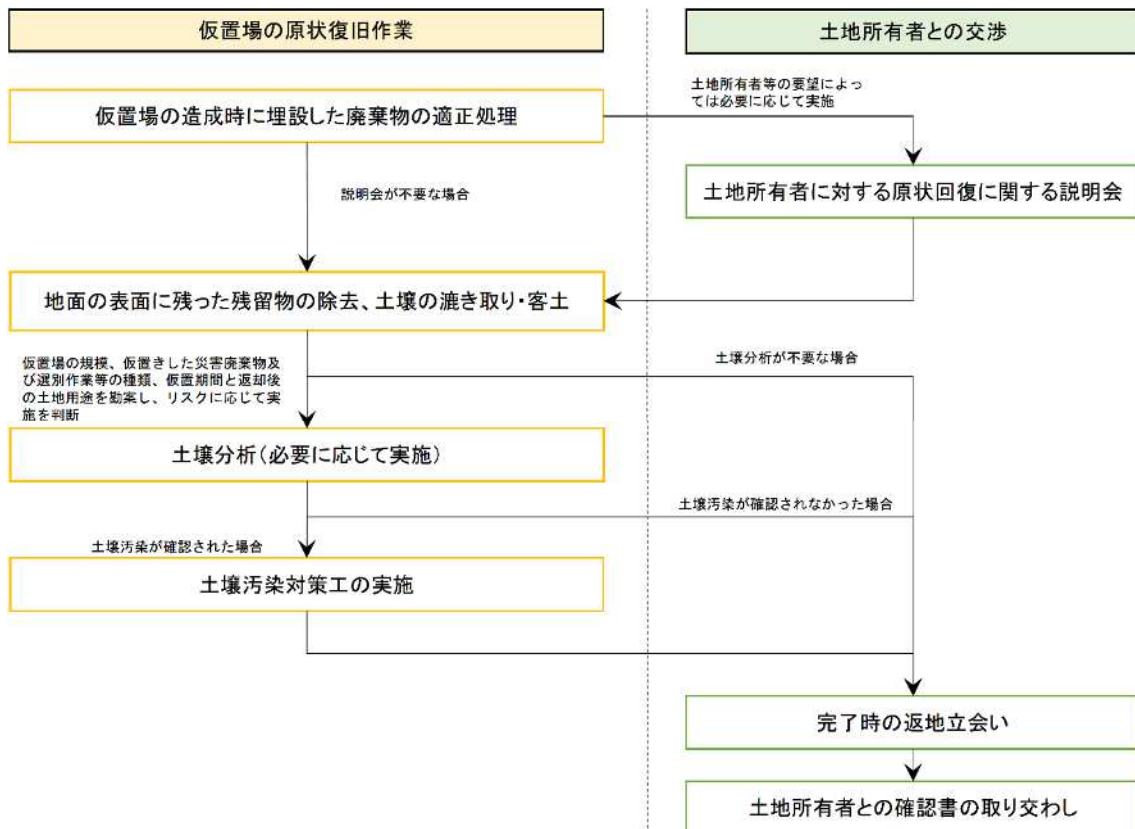 仮置場の原状復旧作業
土地所有者との交渉
土地所有者等の要望によっ
ては必要に応じて実施
仮置場の造成時に埋設した廃棄物の適正処理
説明会が不要な場合
土地所有者に対する原状回復に関する説明会
地面の表面に残った残留物の除去、土壌の漉き取り・客土
仮置場の規模、仮置きした災害廃棄物及
び選別作業等の種類、仮置期間と返却後
の土地用途を勘案し、リスクに応じて実
施を判断
土壌分析が不要な場合
土壌分析(必要に応じて実施)
土壌汚染が確認されなかった場合
土壌汚染が確認された場合
土壌汚染対策工の実施
完了時の返地立会い
土地所有者との確認書の取り交わし